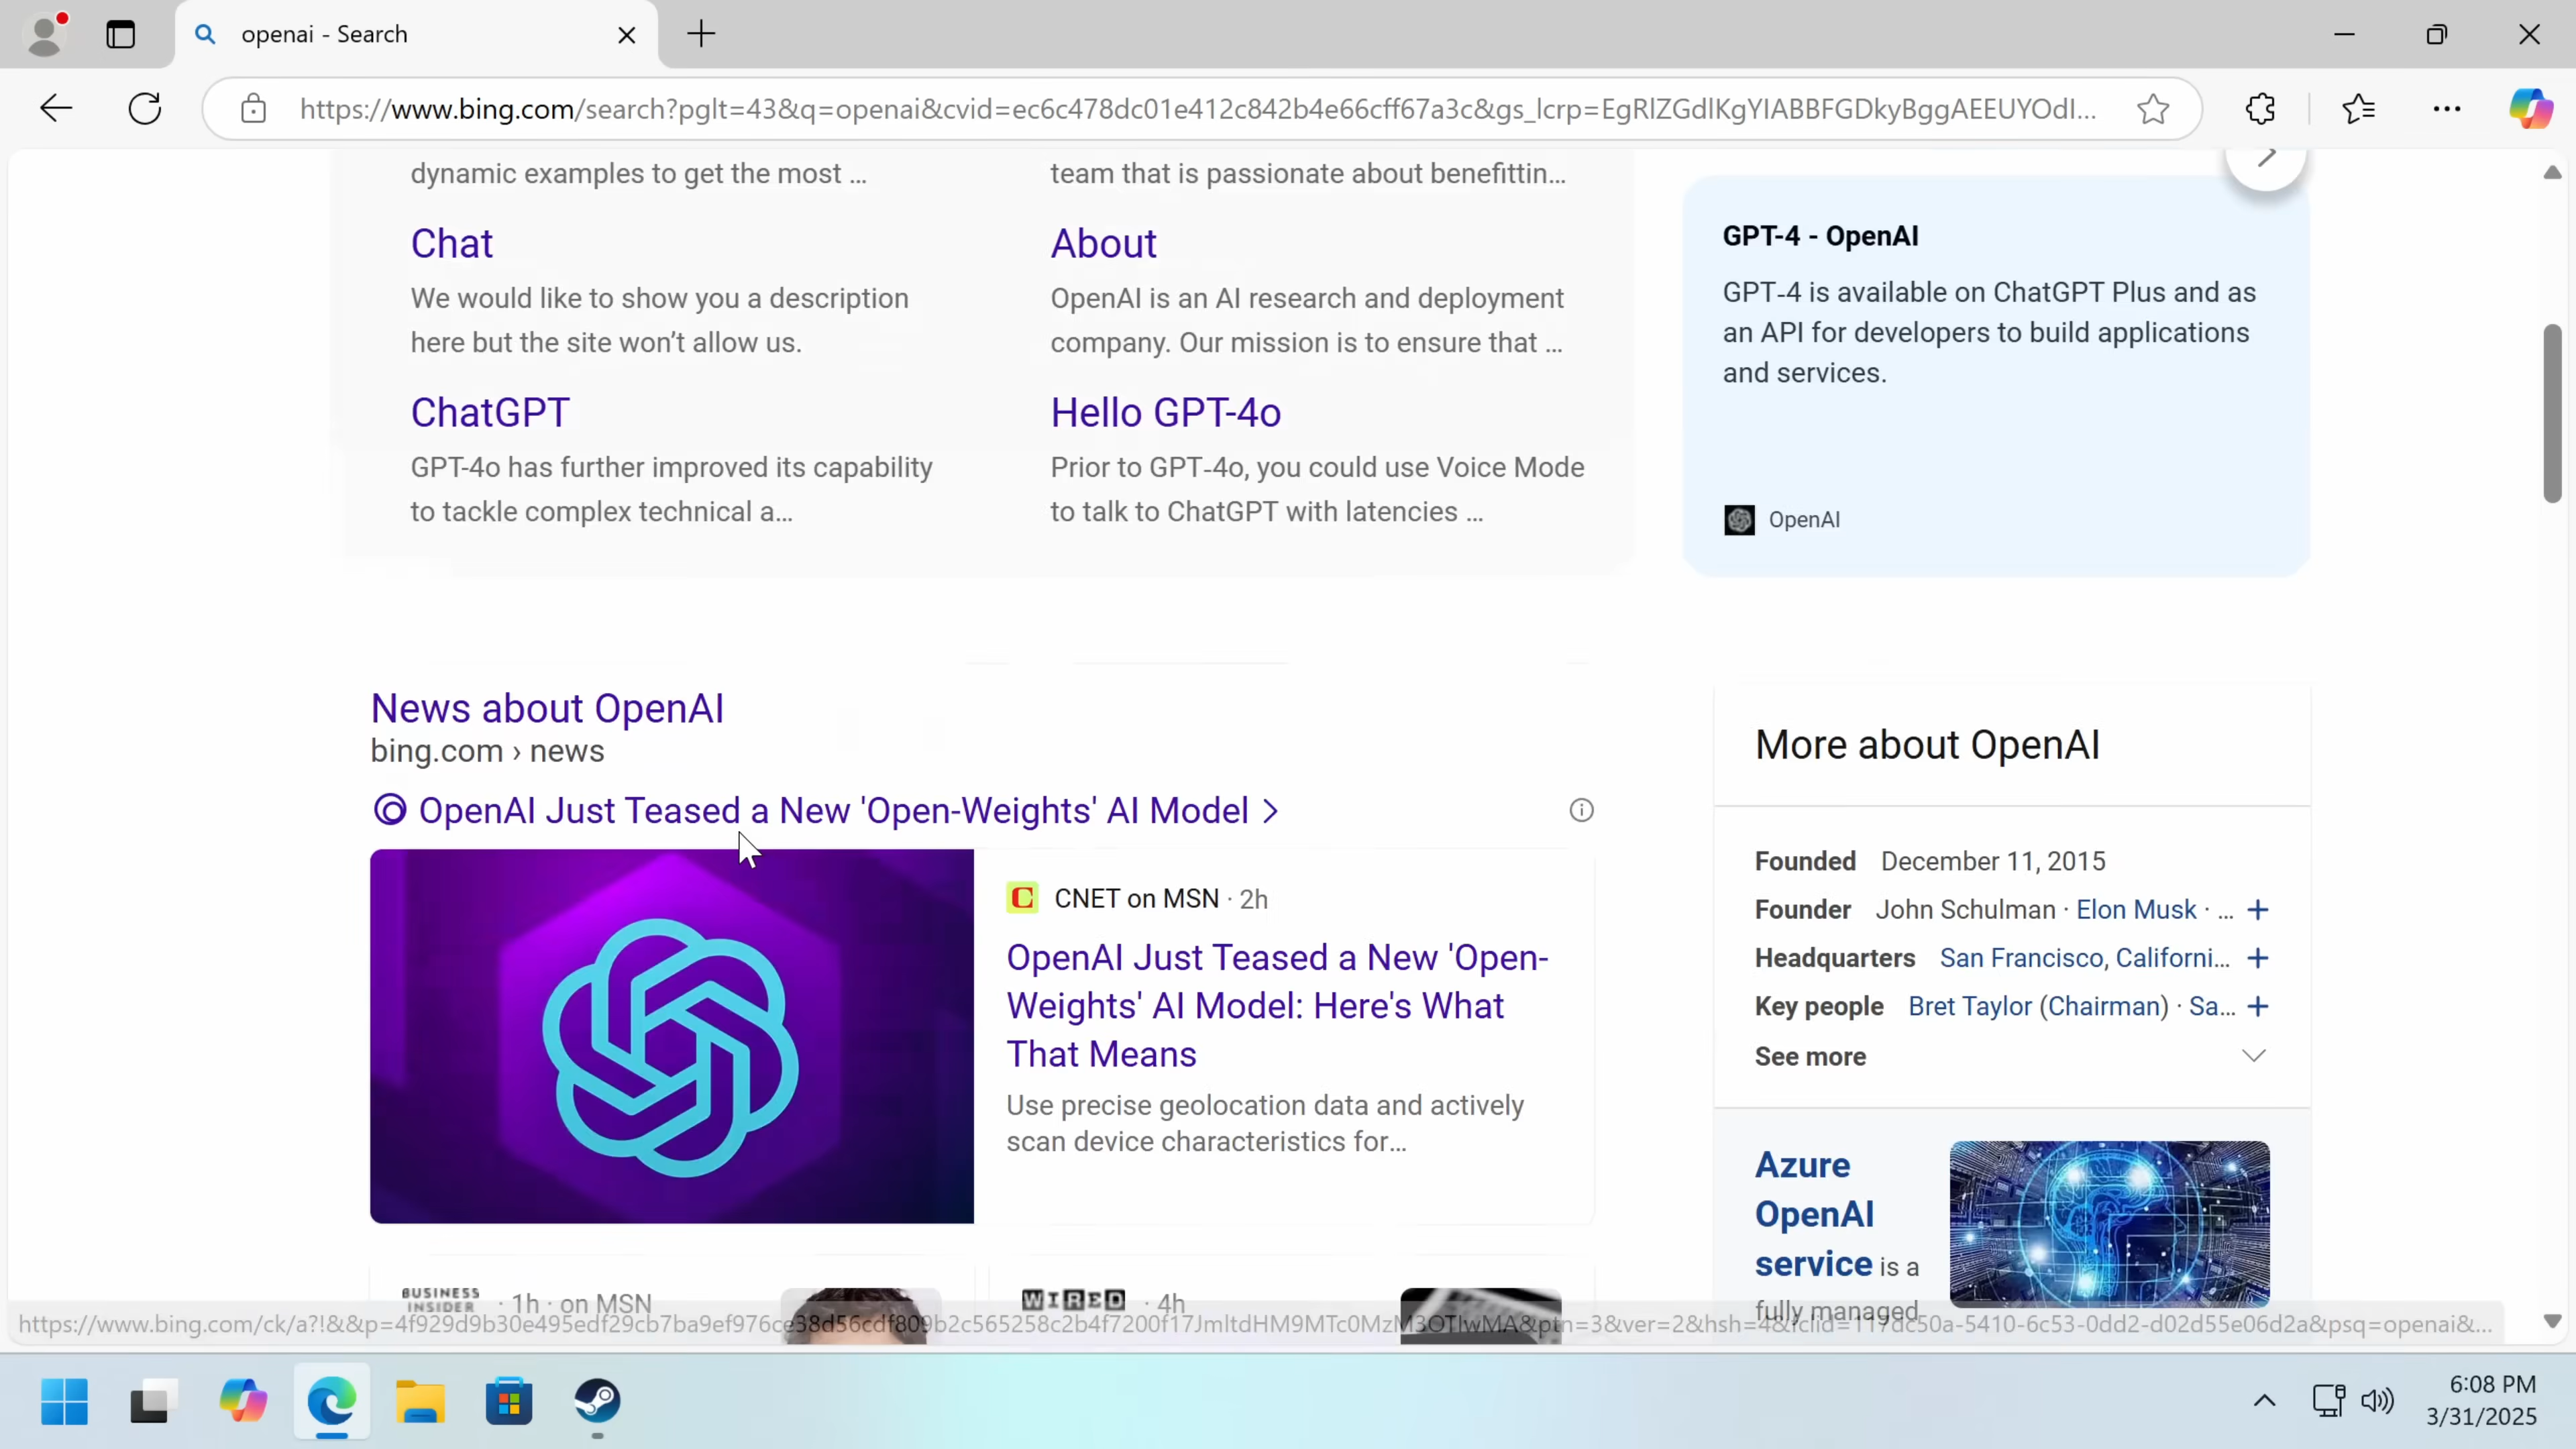 openai - Search
https://www.bing.com/search?pglt=43&q=openai&cvid=ec6c478dc01e412c842b4e66cff67a3c&gs_lcrp=EgRlZGdlKgYIABBFGDkyBggAEEUYOdI...
dynamic examples to get the most ...
team that is passionate about benefittin...
Chat
We would like to show you a description
here but the site won't allow us.
About
OpenAI is an AI research and deployment
company. Our mission is to ensure that ...
ChatGPT
GPT-4o has further improved its capability
to tackle complex technical a...
Hello GPT-4o
Prior to GPT-4o, you could use Voice Mode
to talk to ChatGPT with latencies ...
GPT-4 - OpenAI
GPT-4 is available on ChatGPT Plus and as
an API for developers to build applications
and services.
OpenAI
News about OpenAI
bing.com › news
OpenAI Just Teased a New 'Open-Weights' AI Model >
CNET on MSN · 2h
OpenAI Just Teased a New 'Open-
Weights' AI Model: Here's What
That Means
Use precise geolocation data and actively
scan device characteristics for...
BUSINESS
INSIDER · 1h · on MSN
WIRED · 4h
More about OpenAI
Founded December 11, 2015
Founder John Schulman · Elon Musk · ...
Headquarters San Francisco, Californi...
Key people Bret Taylor (Chairman) · Sa...
See more
Azure
OpenAI
service is a
fully managed
6:08 PM
3/31/2025